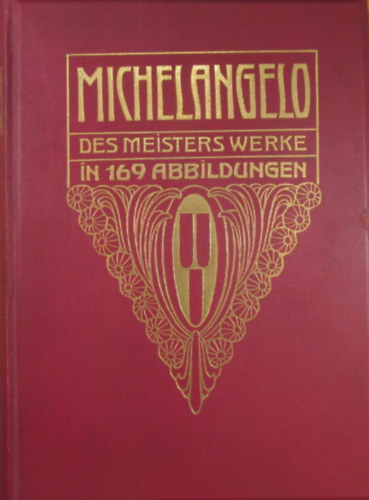 MICHELANGELO
DES MEISTERS WERKE
IN 169 ABBILDUNGEN